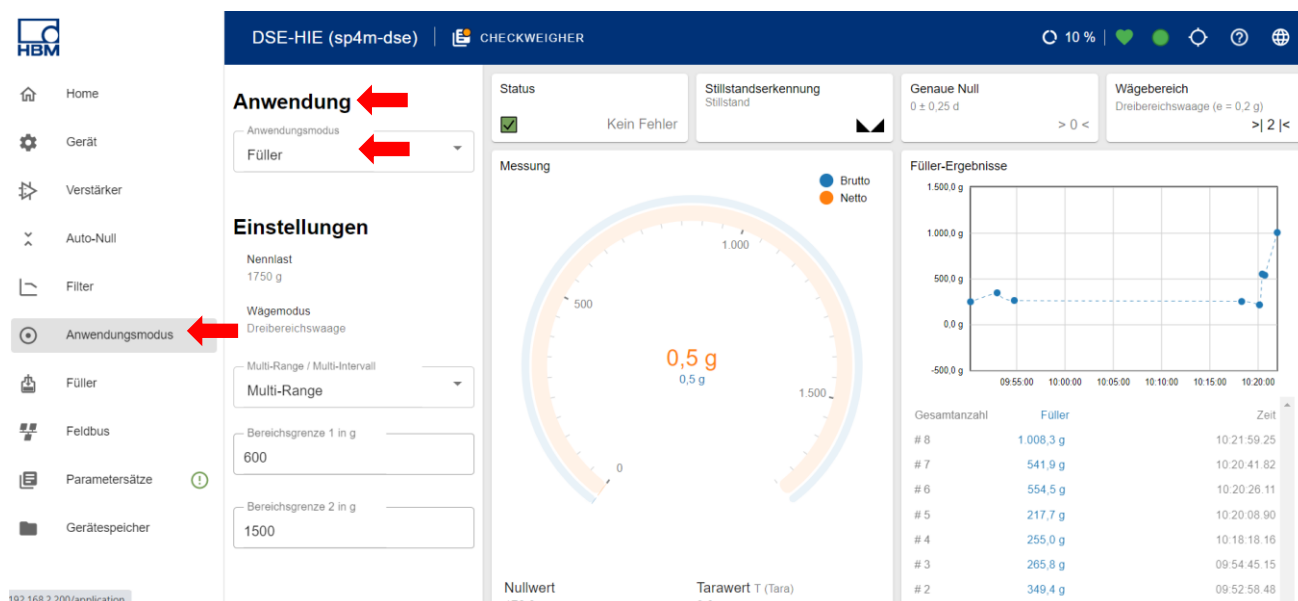 HBM
DSE-HIE (sp4m-dse)
CHECKWEIGHER
10 %
Home
Gerät
Verstärker
Auto-Null
Filter
Anwendungsmodus
Füller
Feldbus
Parametersätze
Gerätespeicher
192.168.2.200/application
Anwendung
Anwendungsmodus
Füller
Einstellungen
Nennlast
1750 g
Wägemodus
Dreibereichswaage
Multi-Range / Multi-Intervall
Multi-Range
Bereichsgrenze 1 in g
600
Bereichsgrenze 2 in g
1500
Status
Kein Fehler
Stillstandserkennung
Stillstand
Genaue Null
0 ± 0,25 d
> 0 <
Wägebereich
Dreibereichswaage (e = 0,2 g)
>| 2 |<
Messung
Brutto
Netto
1.000
500
1.500
0
0,5 g
0,5 g
Nullwert
Tarawert T (Tara)
Füller-Ergebnisse
1.500,0 g
1.000,0 g
500,0 g
0,0 g
-500,0 g
09:55:00 10:00:00 10:05:00 10:10:00 10:15:00 10:20:00
Gesamtanzahl Füller Zeit
# 8 1.008,3 g 10:21:59.25
# 7 541,9 g 10:20:41.82
# 6 554,5 g 10:20:26.11
# 5 217,7 g 10:20:08.90
# 4 255,0 g 10:18:18.16
# 3 265,8 g 09:54:45.15
# 2 349,4 g 09:52:58.48